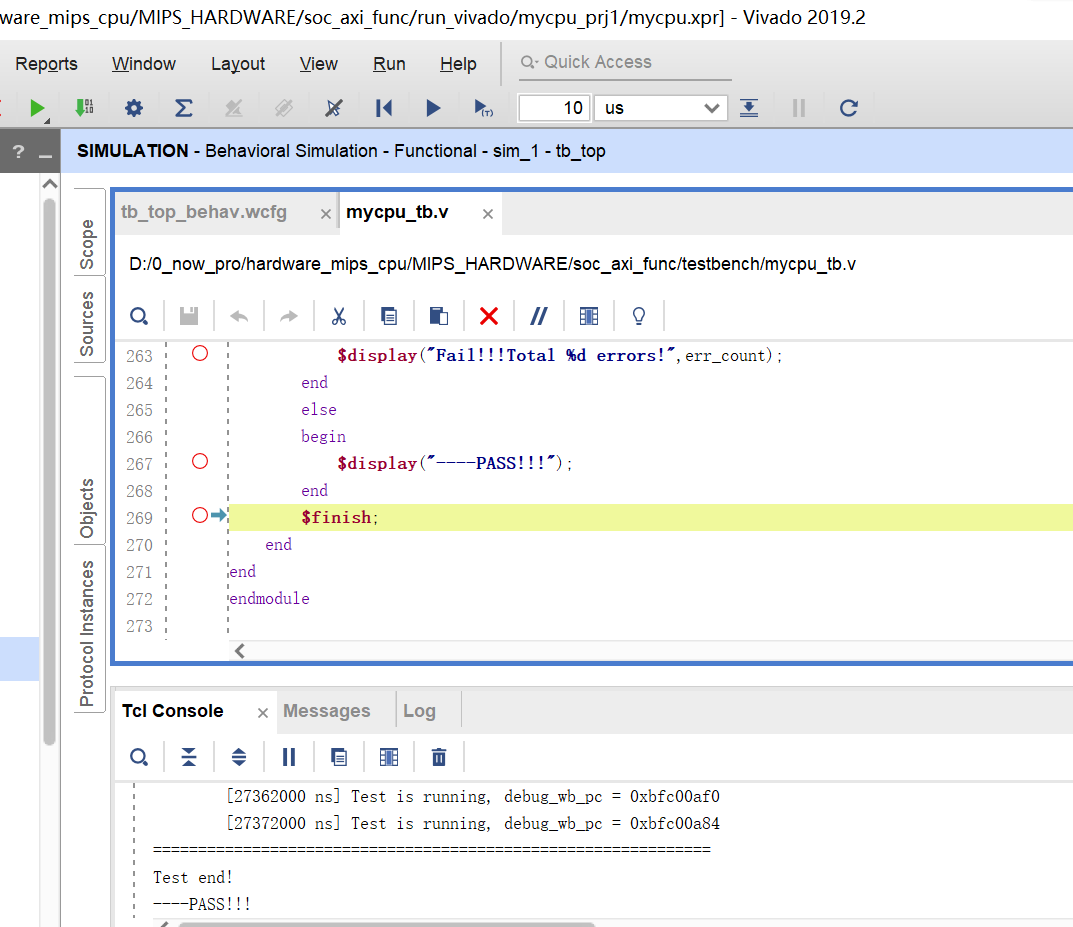 ware_mips_cpu/MIPS_HARDWARE/soc_axi_func/run_vivado/mycpu_prj1/mycpu.xpr] - Vivado 2019.2
Reports Window Layout View Run Help Quick Access
10 us
? SIMULATION - Behavioral Simulation - Functional - sim_1 - tb_top
Scope
Sources
Objects
Protocol Instances
tb_top_behav.wcfg × mycpu_tb.v ×
D:/0_now_pro/hardware_mips_cpu/MIPS_HARDWARE/soc_axi_func/testbench/mycpu_tb.v
263 $display("Fail!!!Total %d errors!",err_count);
264 end
265 else
266 begin
267 $display("----PASS!!!");
268 end
269 $finish;
270 end
271 end
272 endmodule
273
Tcl Console × Messages Log
[27362000 ns] Test is running, debug_wb_pc = 0xbfc00af0
[27372000 ns] Test is running, debug_wb_pc = 0xbfc00a84
==============================================================
Test end!
----PASS!!!